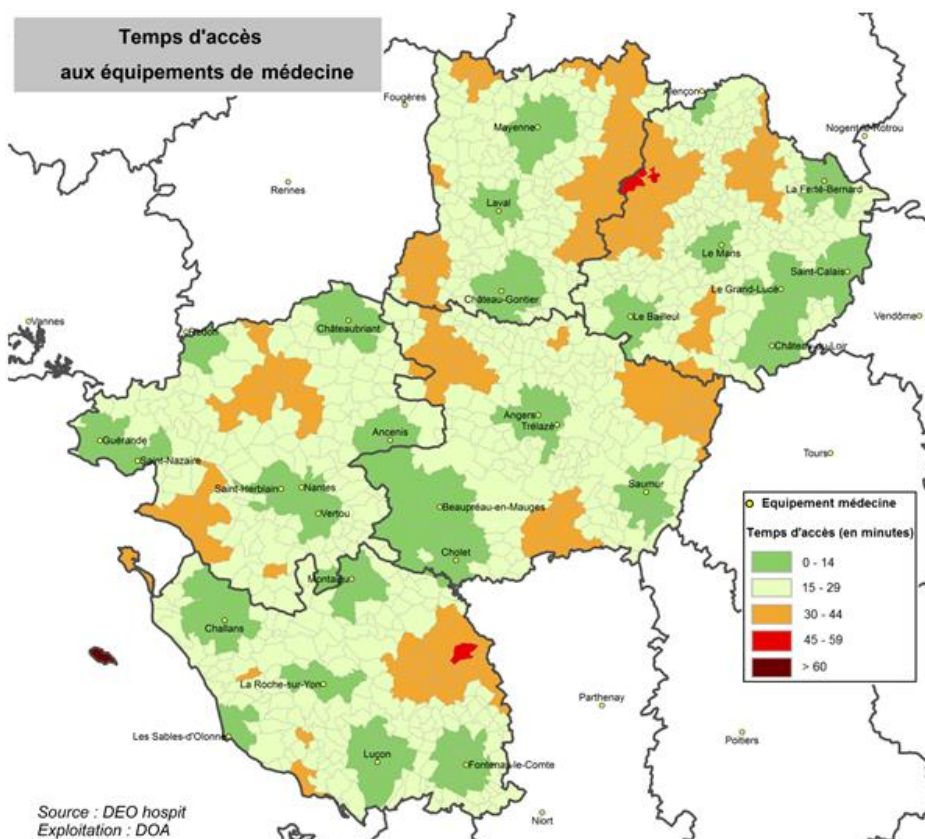 Temps d'accès
aux équipements de médecine
Fougères
Alençon
Mayenne
Nogent-le-Rotrou
Rennes
La Ferté-Bernard
Laval
Le Mans
Saint-Calais
Château-Gontier
Le Grand-Lucé
Vannes
Redon
Châteaubriant
Le Bailleul
Vendôme
Château-du-Loir
Angers
Trélazé
Guérande
Ancenis
Saint-Nazaire
Tours
Saint-Herblain
Nantes
Saumur
Vertou
Beaupréau-en-Mauges
Cholet
Montaigu
Challans
La Roche-sur-Yon
Parthenay
Les Sables-d'Olonne
Poitiers
Luçon
Fontenay-le-Comte
Niort
Equipement médecine
Temps d'accès (en minutes)
0 - 14
15 - 29
30 - 44
45 - 59
> 60
Source : DEO hospit
Exploitation : DOA